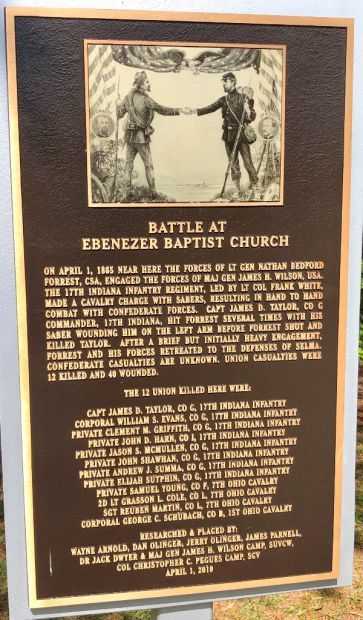 BATTLE AT
EBENEZER BAPTIST CHURCH
ON APRIL 1, 1865 NEAR HERE THE FORCES OF LT GEN NATHAN BEDFORD
FORREST, CSA, ENGAGED THE FORCES OF MAJ GEN JAMES H. WILSON, USA.
THE 17TH INDIANA INFANTRY REGIMENT, LED BY LT COL FRANK WHITE,
MADE A CAVALRY CHARGE WITH SABERS, RESULTING IN HAND TO HAND
COMBAT WITH CONFEDERATE FORCES. CAPT JAMES D. TAYLOR, CO G
COMMANDER, 17TH INDIANA, HIT FORREST SEVERAL TIMES WITH HIS
SABER WOUNDING HIM ON THE LEFT ARM BEFORE FORREST SHUT AND
KILLED TAYLOR. AFTER A BRIEF BUT INITIALLY HEAVY ENGAGEMENT,
FORREST AND HIS FORCES RETREATED TO THE DEFENSES OF SELMA.
CONFEDERATE CASUALTIES ARE UNKNOWN. UNION CASUALTIES WERE
12 KILLED AND 40 WOUNDED.
THE 12 UNION KILLED HERE WERE:
CAPT JAMES D. TAYLOR, CO G, 17TH INDIANA INFANTRY
CORPORAL WILLIAM S. EVANS, CO G, 17TH INDIANA INFANTRY
PRIVATE CLEMENT M. GRIFFITH, CO G, 17TH INDIANA INFANTRY
PRIVATE JOHN D. HARN, CO I, 17TH INDIANA INFANTRY
PRIVATE JASON S. MCMULLEN, CO G, 17TH INDIANA INFANTRY
PRIVATE JOHN SHAWHAN, CO G, 17TH INDIANA INFANTRY
PRIVATE ANDREW J. SUMMA, CO G, 17TH INDIANA INFANTRY
PRIVATE ELIJAH SUTPHIN, CO G, 17TH INDIANA INFANTRY
PRIVATE SAMUEL YOUNG, CO F, 7TH OHIO CAVALRY
2D LT GRASSON L. COLE, CO L, 7TH OHIO CAVALRY
SGT REUBEN MARTIN, CO L, 7TH OHIO CAVALRY
CORPORAL GEORGE C. SCHUBACH, CO B, 1ST OHIO CAVALRY
RESEARCHED & PLACED BY:
WAYNE ARNOLD, DAN OLINGER, JERRY OLINGER, JAMES PARNELL,
DR JACK DWYER & MAJ GEN JAMES H. WILSON CAMP, SUVCW,
COL CHRISTOPHER C. PEGUES CAMP, SCV
APRIL 1, 2019